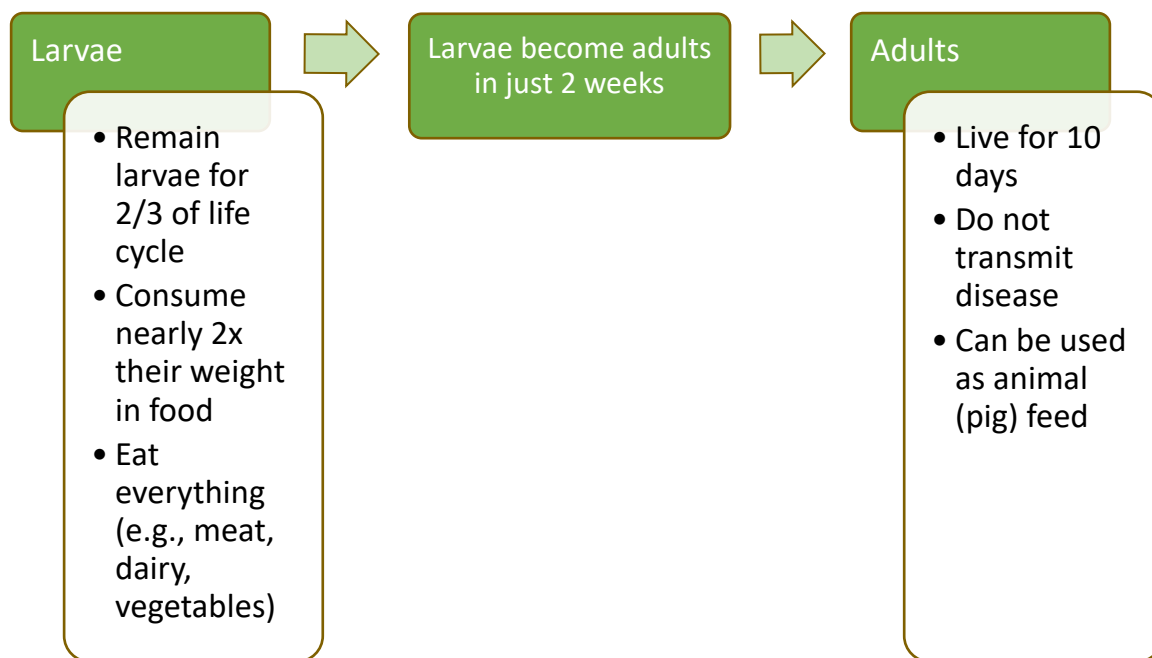 Larvae
• Remain
larvae for
2/3 of life
cycle
• Consume
nearly 2x
their weight
in food
• Eat
everything
(e.g., meat,
dairy,
vegetables)
Larvae become adults
in just 2 weeks
Adults
• Live for 10
days
• Do not
transmit
disease
• Can be used
as animal
(pig) feed